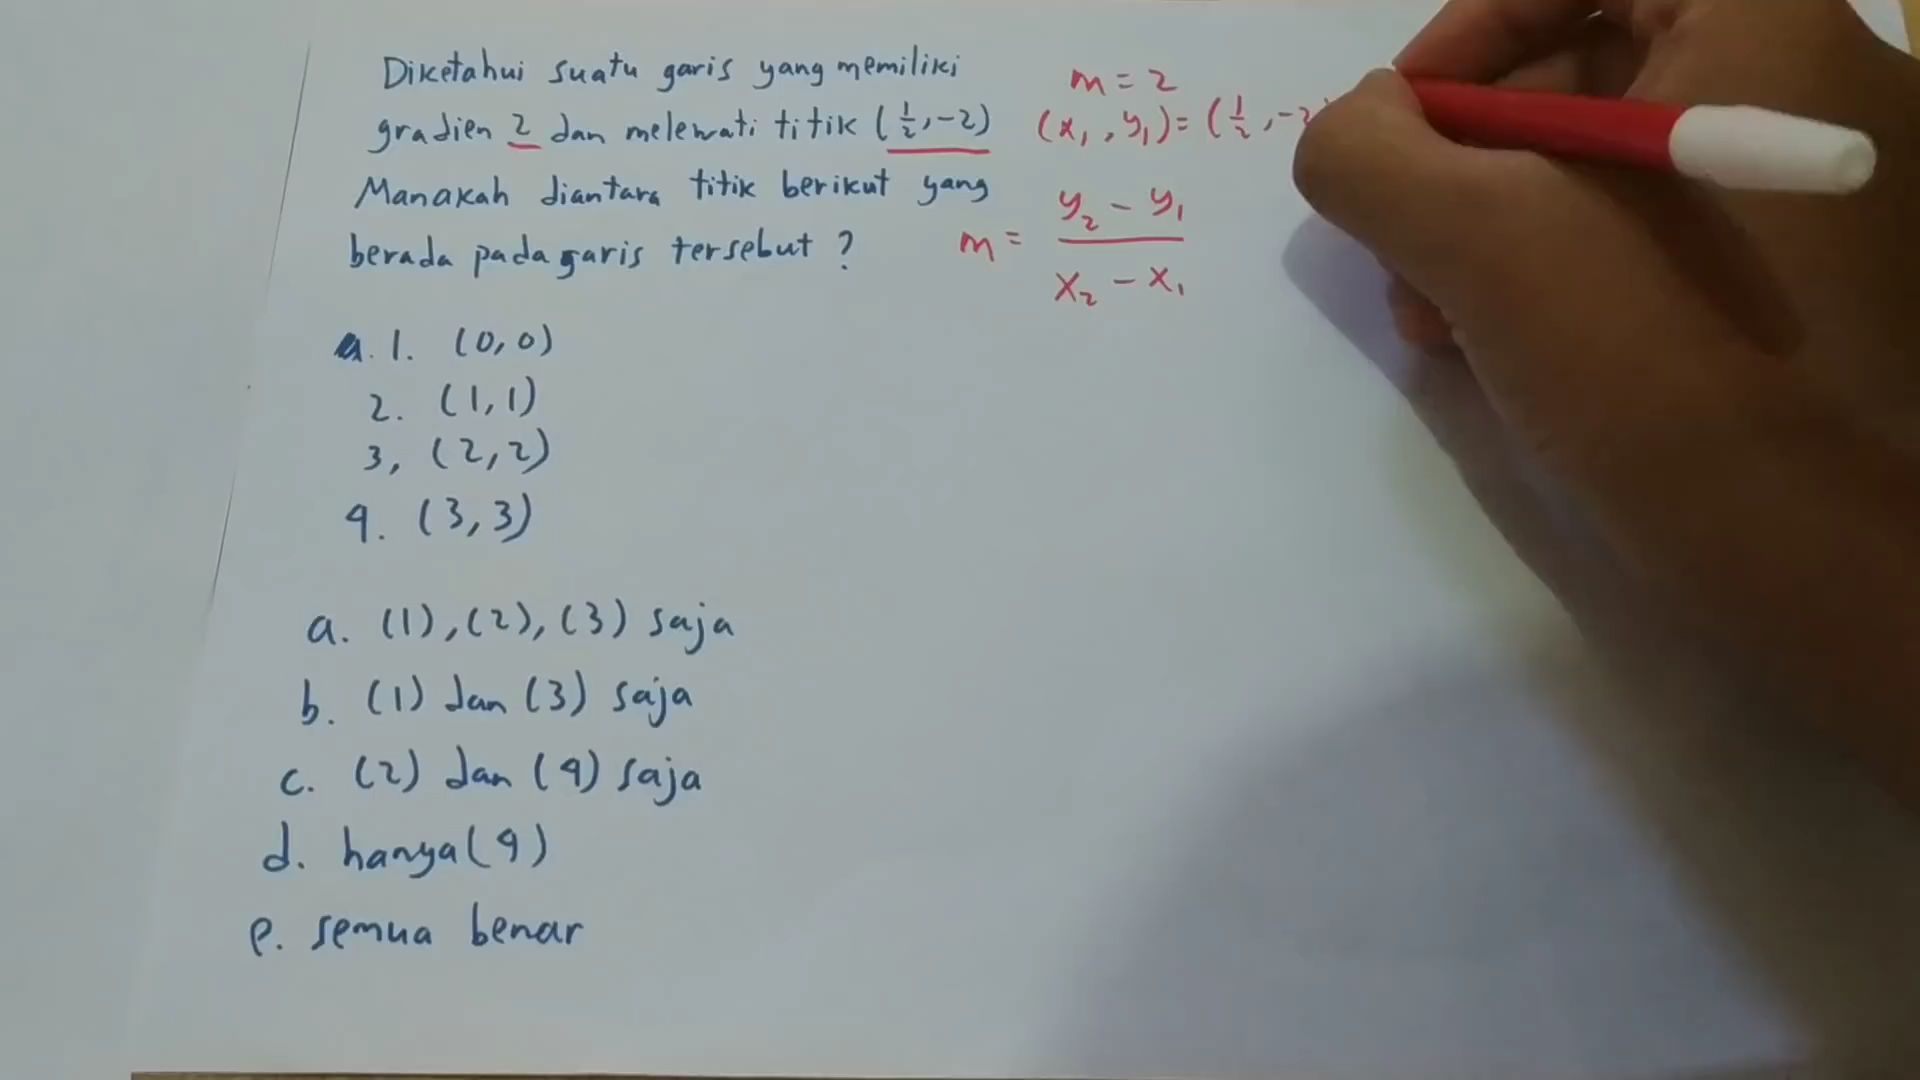 Diketahui suatu garis yang memiliki
gradien 2 dan melewati titik (1/2, -2)
Manakah diantara titik berikut yang
berada pada garis tersebut ?
a. 1. (0,0)
2. (1,1)
3, (2,2)
4. (3,3)
a. (1), (2), (3) saja
b. (1) dan (3) saja
c. (2) dan (4) saja
d. hanya (4)
e. semua benar
m = 2
(x₁, y₁) = (1/2, -2
m = (y₂ - y₁)/(x₂ - x₁)